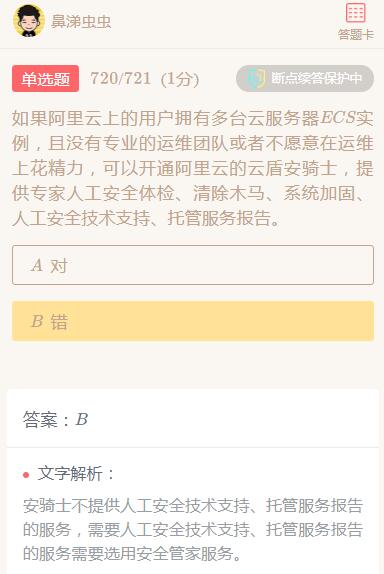 鼻涕虫虫
答题卡
单选题 720/721 (1分) 断点续答保护中
如果阿里云上的用户拥有多台云服务器ECS实
例，且没有专业的运维团队或者不愿意在运维
上花精力，可以开通阿里云的云盾安骑士，提
供专家人工安全体检、清除木马、系统加固、
人工安全技术支持、托管服务报告。
A 对
B 错
答案：B
文字解析：
安骑士不提供人工安全技术支持、托管服务报告
的服务，需要人工安全技术支持、托管服务报告
的服务需要选用安全管家服务。